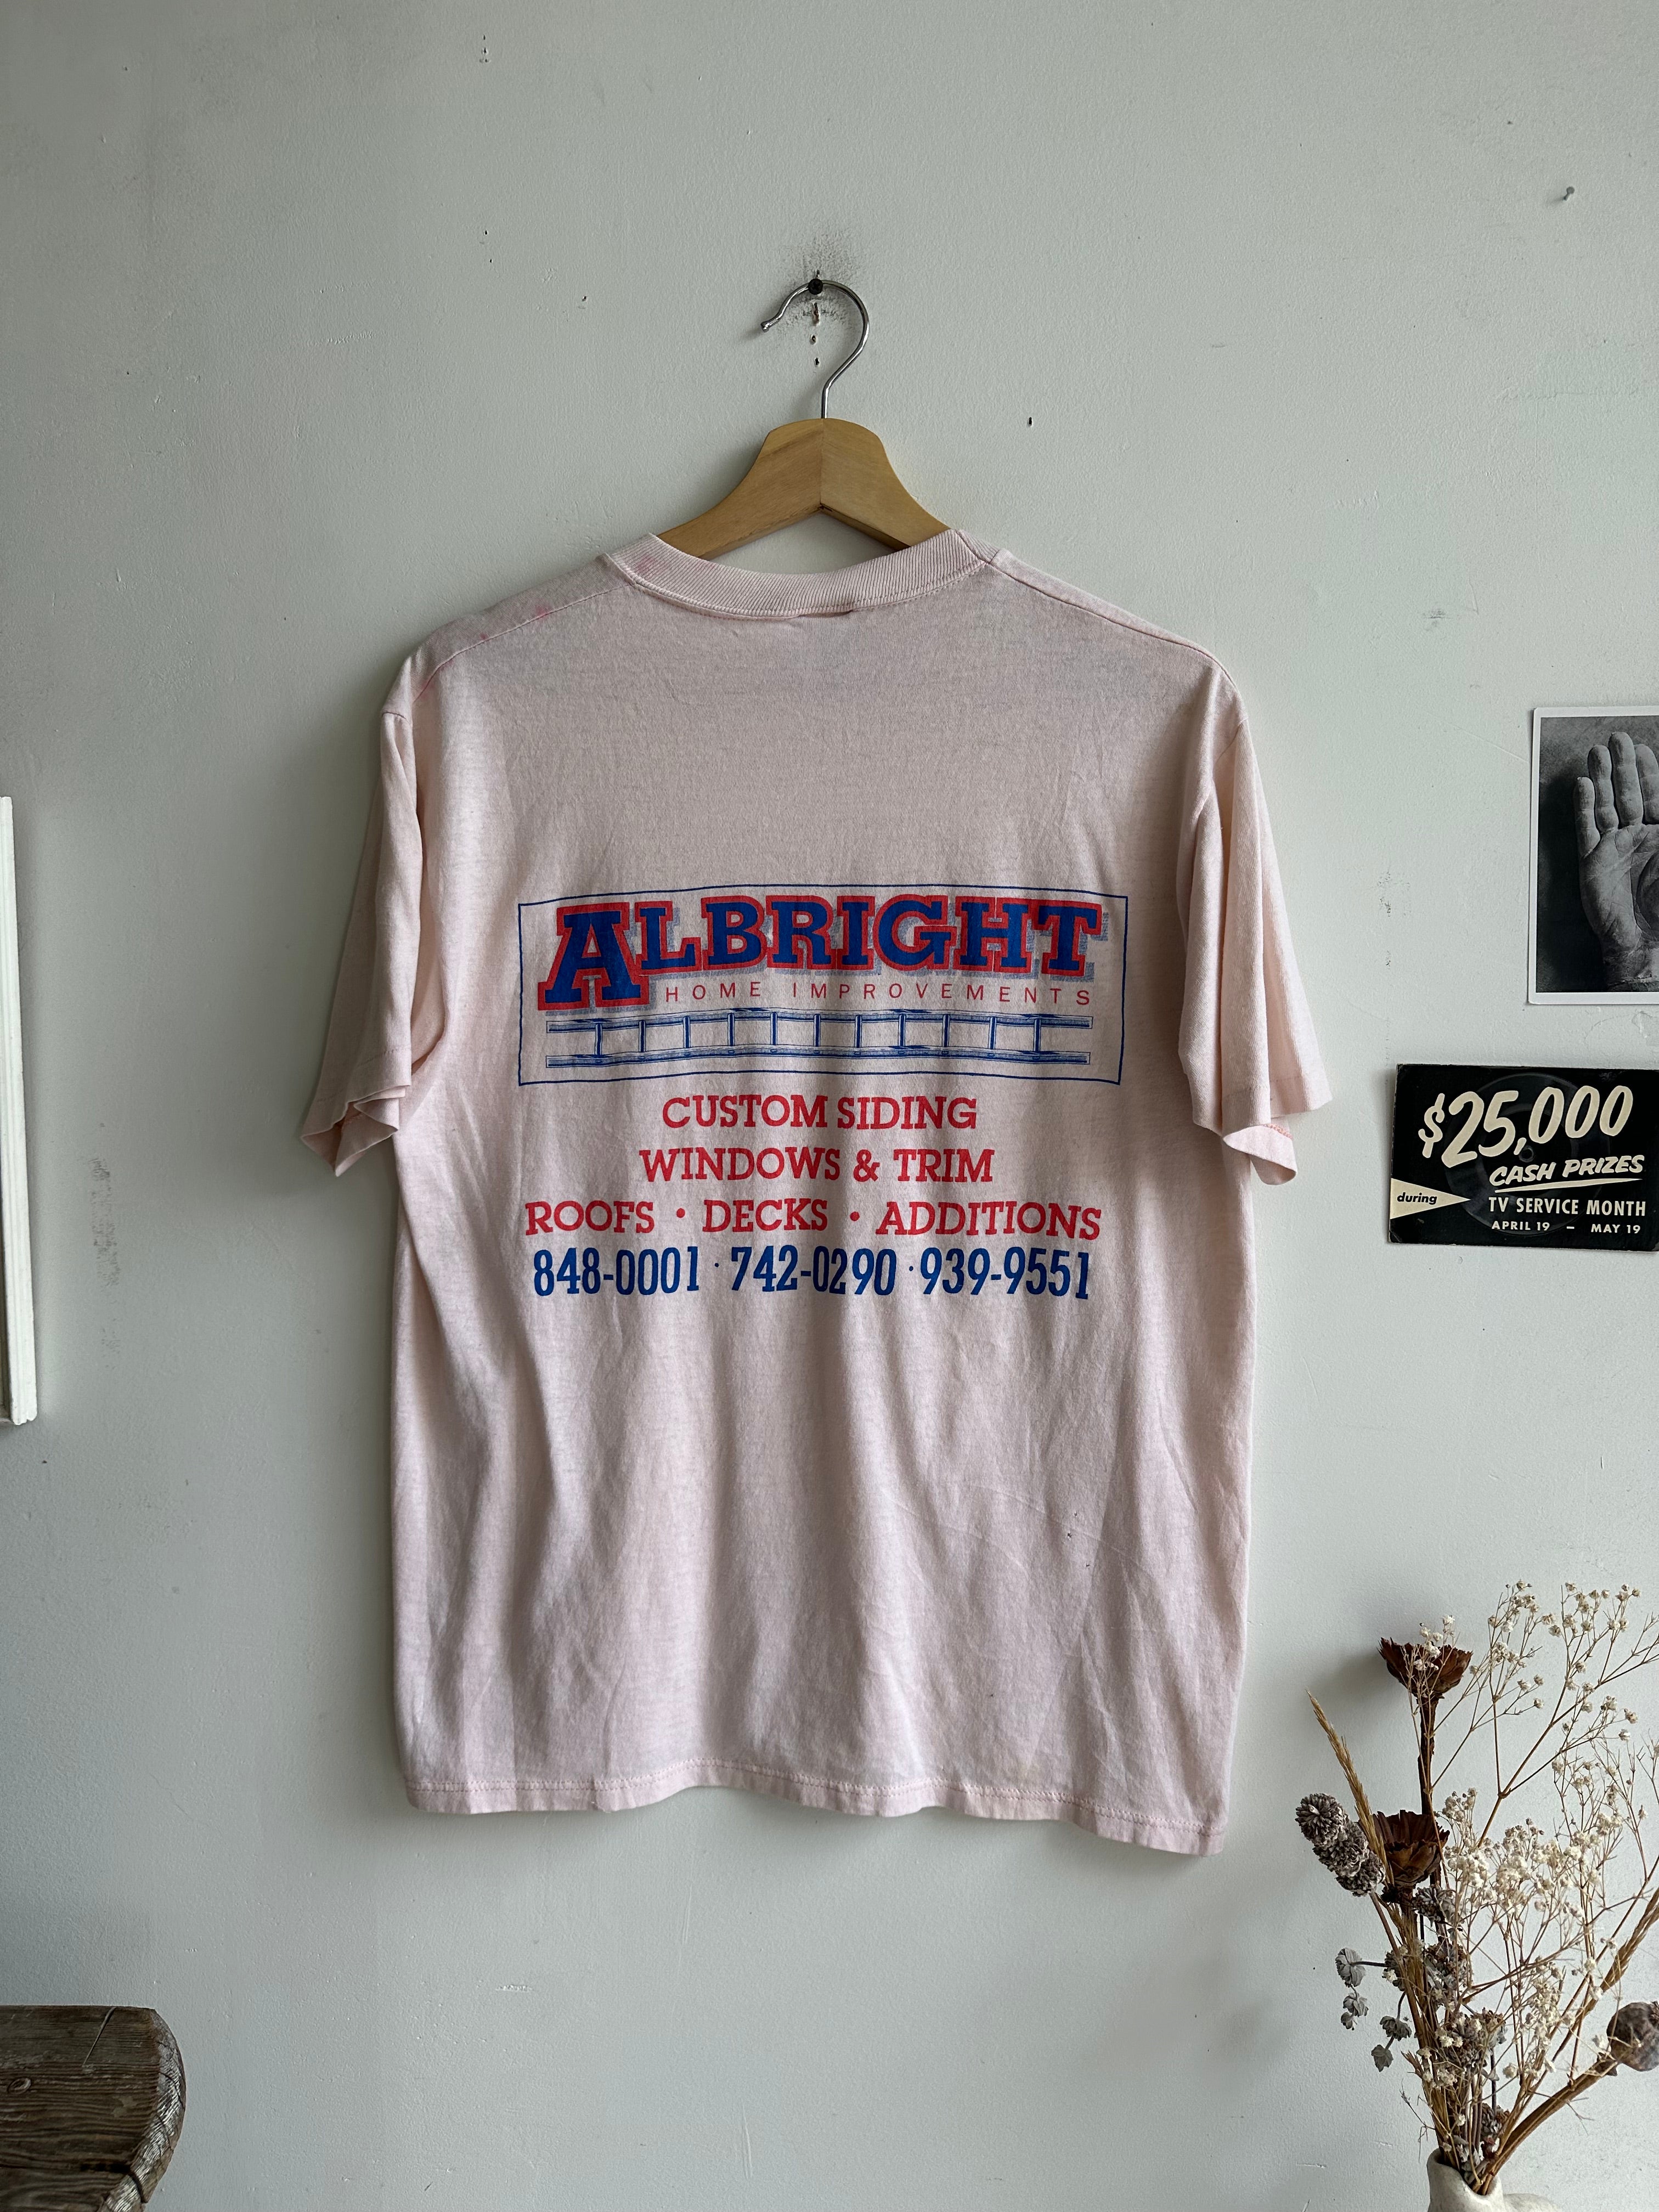 ALBRIGHT
HOME IMPROVEMENTS
CUSTOM SIDING
WINDOWS & TRIM
ROOFS · DECKS · ADDITIONS
848-0001 · 742-0290 · 939-9551
$25,000
CASH PRIZES
during
TV SERVICE MONTH
APRIL 19 – MAY 19